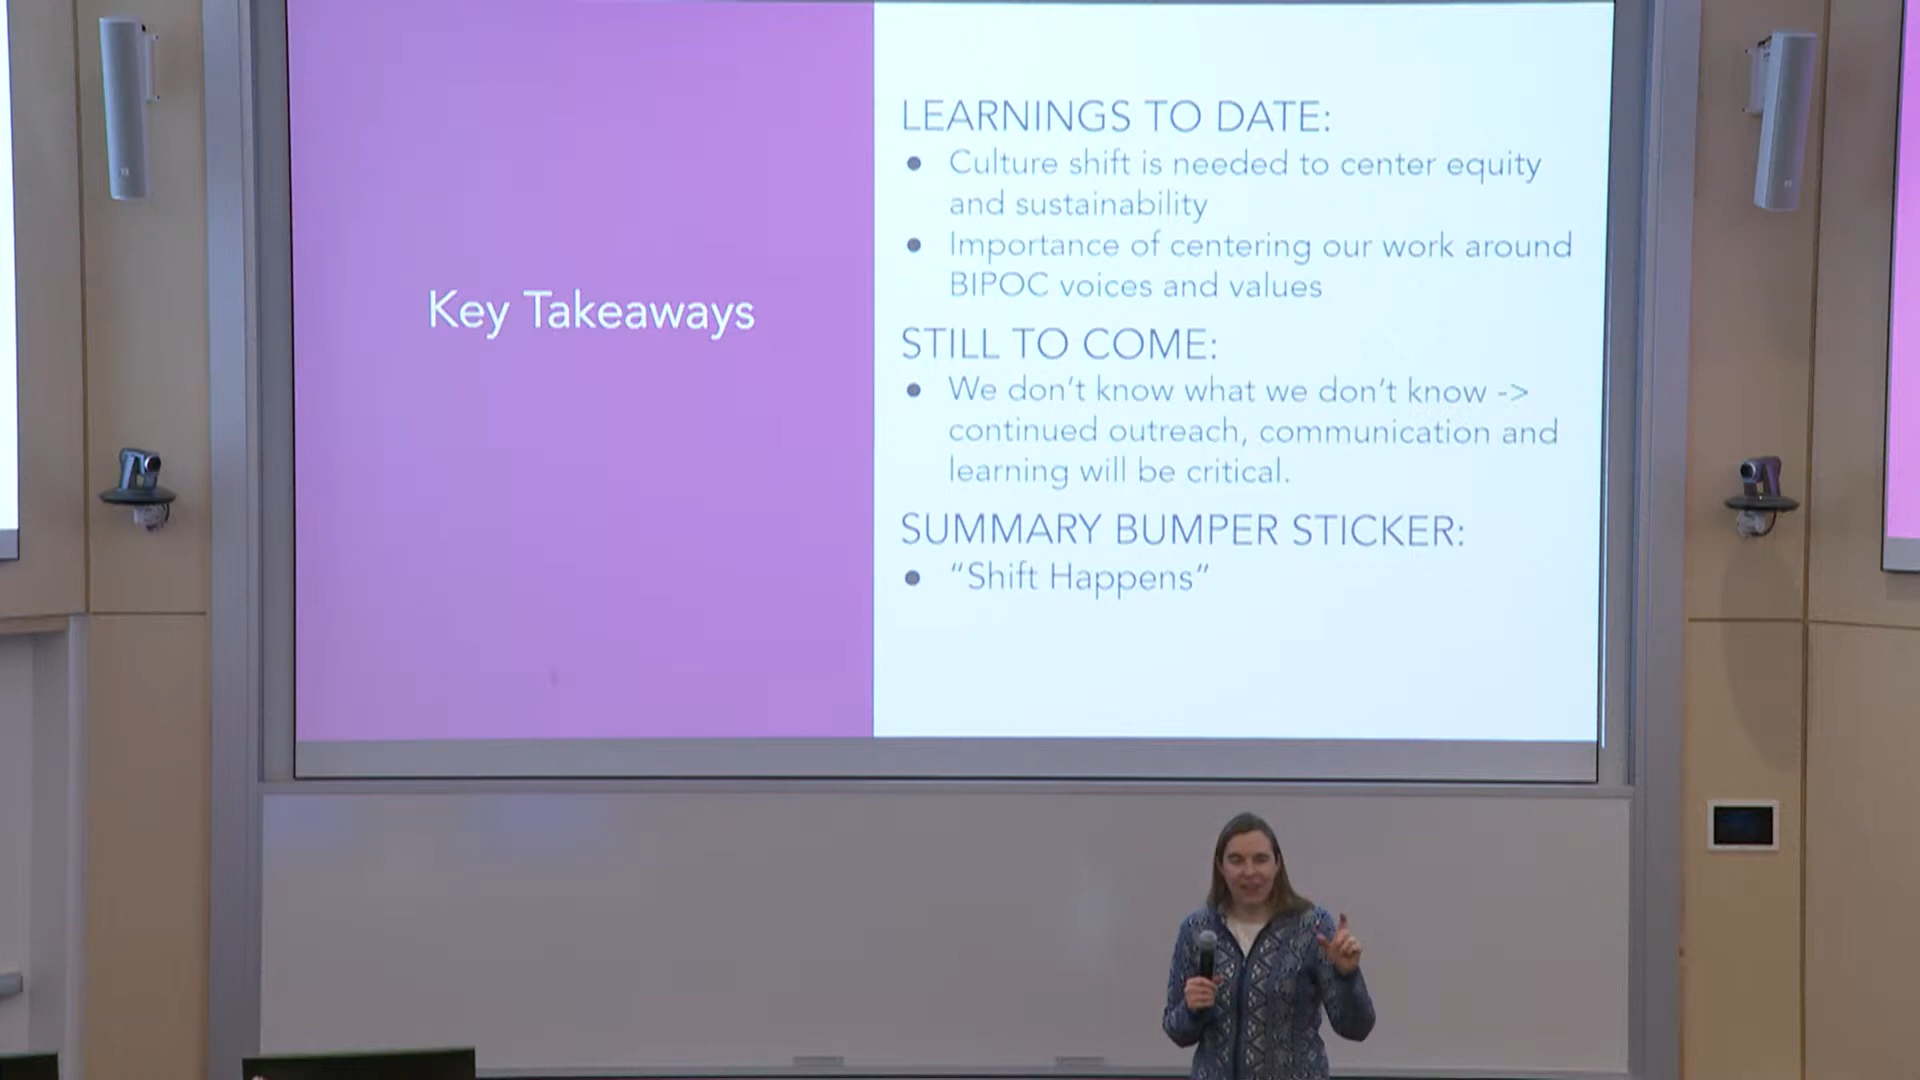 Key Takeaways
LEARNINGS TO DATE:
● Culture shift is needed to center equity
and sustainability
● Importance of centering our work around
BIPOC voices and values
STILL TO COME:
● We don't know what we don't know ->
continued outreach, communication and
learning will be critical.
SUMMARY BUMPER STICKER:
● "Shift Happens"